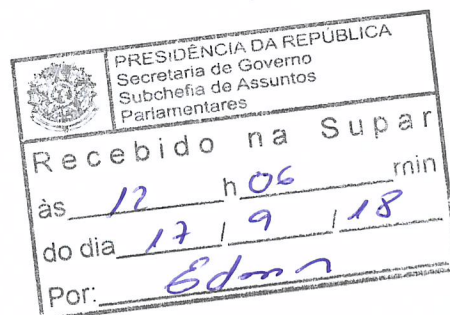 PRESIDÊNCIA DA REPÚBLICA
Secretaria de Governo
Subchefia de Assuntos
Parlamentares
Recebido na Supar
às 12 h 06 min
do dia 17 / 9 / 18
Por: